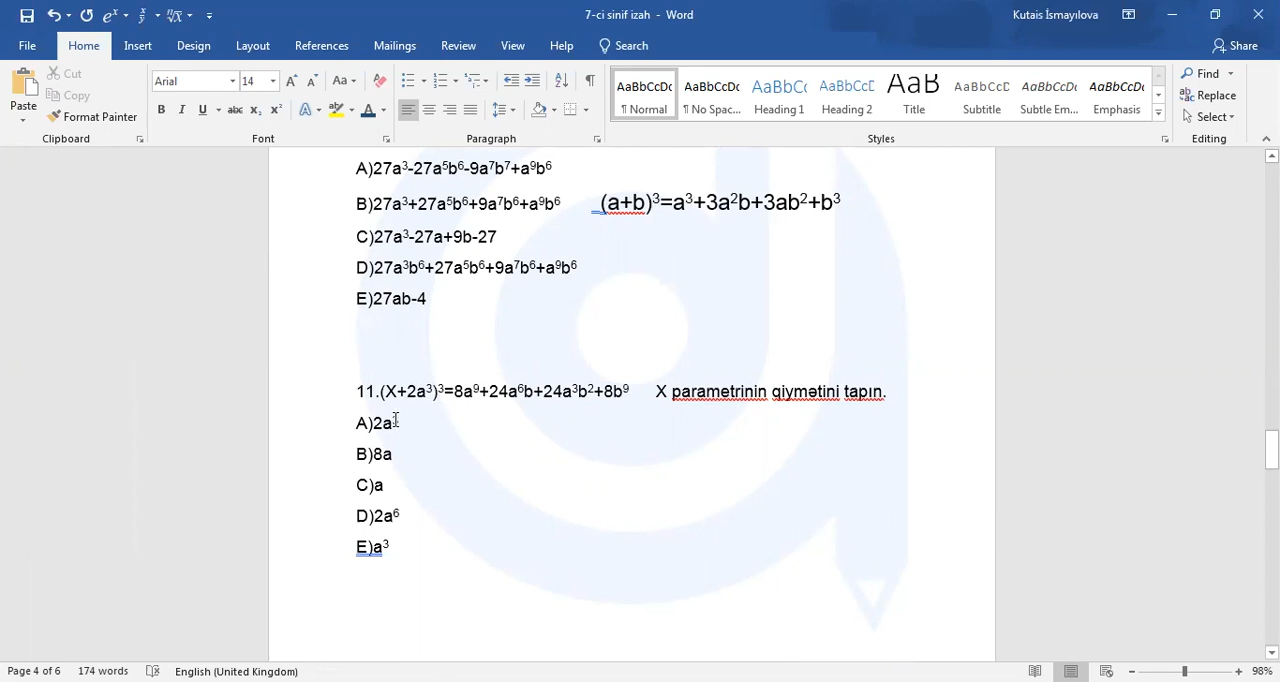 7-ci sinif izah - Word
Kutais İsmayılova
File Home Insert Design Layout References Mailings Review View Help Search Share
Paste
Cut
Copy
Format Painter
Clipboard
Arial 14
Font
Paragraph
AaBbCcDc AaBbCcDc AaBbCc AaBbCcD AaB AaBbCcD AaBbCcDc AaBbCcDc
¶ Normal ¶ No Spac... Heading 1 Heading 2 Title Subtitle Subtle Em... Emphasis
Styles
Find
Replace
Select
Editing
A)27a³-27a⁵b⁶-9a⁷b⁷+a⁹b⁶
B)27a³+27a⁵b⁶+9a⁷b⁶+a⁹b⁶ (a+b)³=a³+3a²b+3ab²+b³
C)27a³-27a+9b-27
D)27a³b⁶+27a⁵b⁶+9a⁷b⁶+a⁹b⁶
E)27ab-4
11.(X+2a³)³=8a⁹+24a⁶b+24a³b²+8b⁹ X parametrinin qiymətini tapın.
A)2a
B)8a
C)a
D)2a⁶
E)a³
Page 4 of 6 174 words English (United Kingdom) 98%